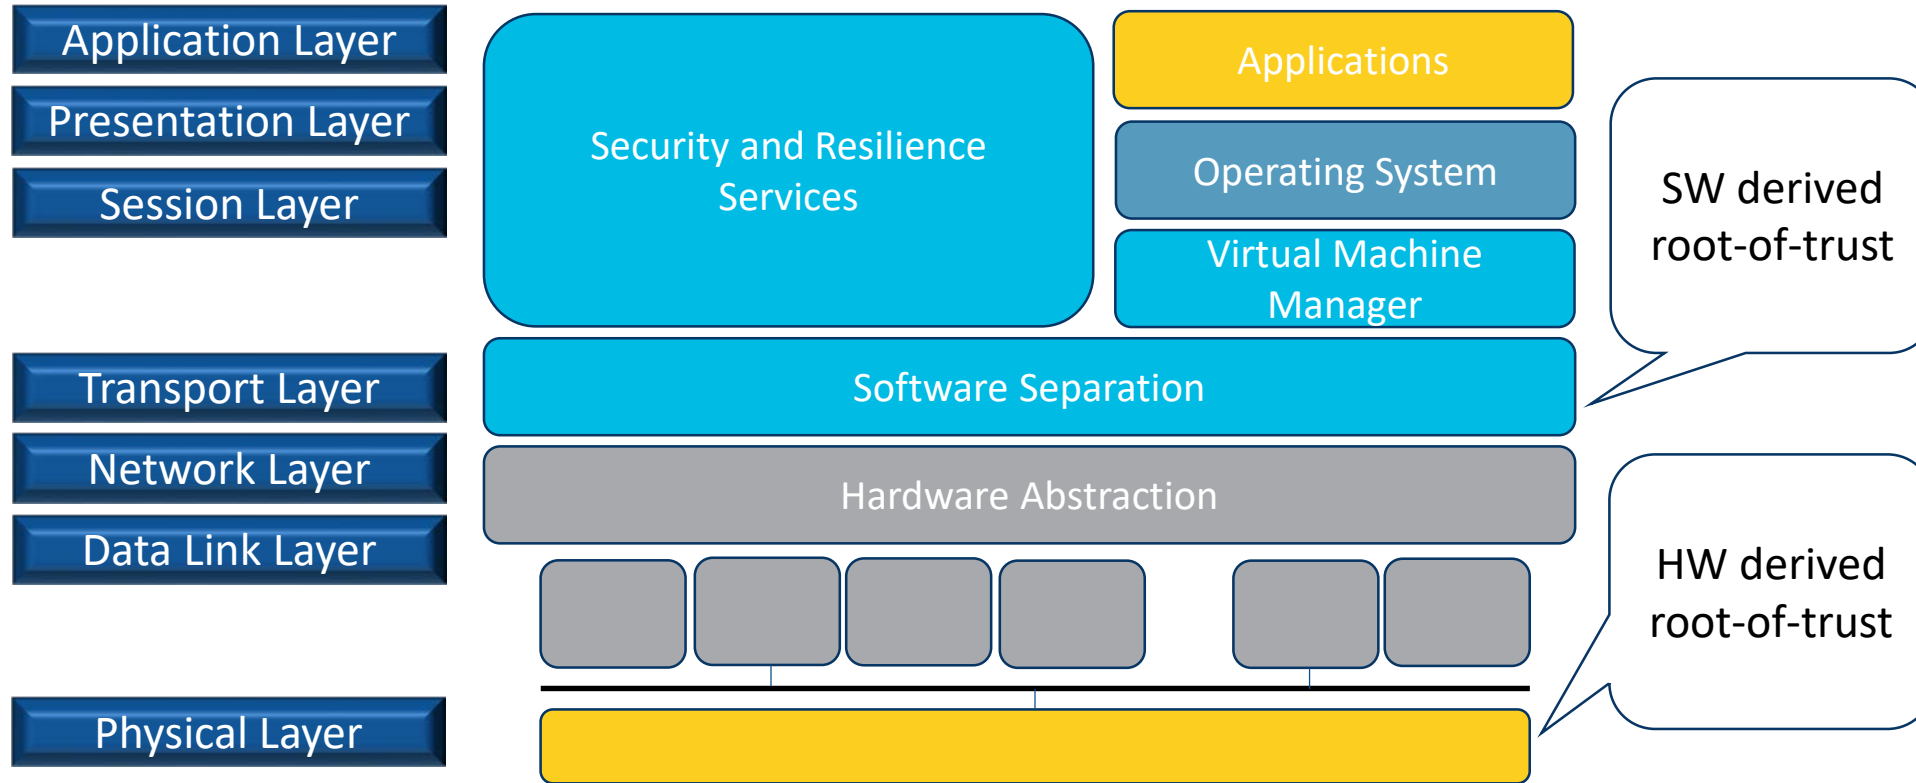 Application Layer
Presentation Layer
Session Layer
Transport Layer
Network Layer
Data Link Layer
Physical Layer
Security and Resilience
Services
Applications
Operating System
Virtual Machine
Manager
Software Separation
Hardware Abstraction
SW derived
root-of-trust
HW derived
root-of-trust